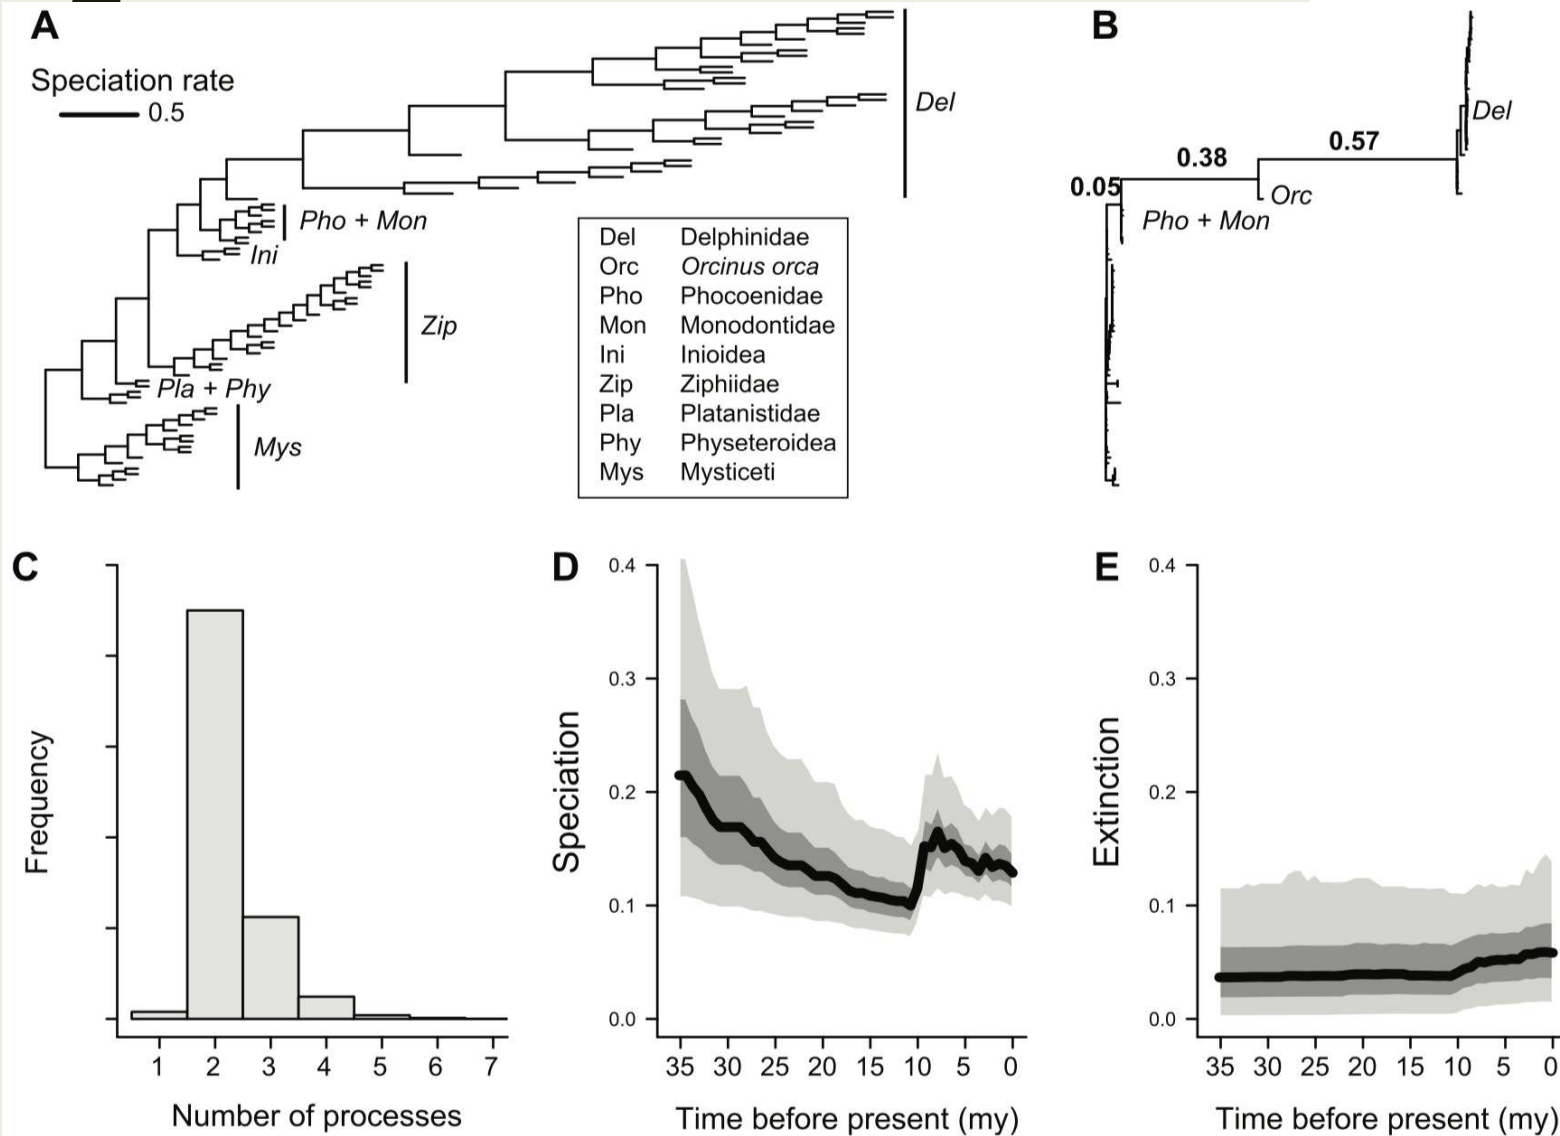 A
Speciation rate
0.5
Del
Pho + Mon
Ini
Zip
Pla + Phy
Mys
Del Delphinidae
Orc Orcinus orca
Pho Phocoenidae
Mon Monodontidae
Ini Inioidea
Zip Ziphiidae
Pla Platanistidae
Phy Physeteroidea
Mys Mysticeti
B
Del
0.57
0.38
0.05
Orc
Pho + Mon
C
Frequency
1 2 3 4 5 6 7
Number of processes
D
Speciation
0.4
0.3
0.2
0.1
0.0
35 30 25 20 15 10 5 0
Time before present (my)
E
Extinction
0.4
0.3
0.2
0.1
0.0
35 30 25 20 15 10 5 0
Time before present (my)